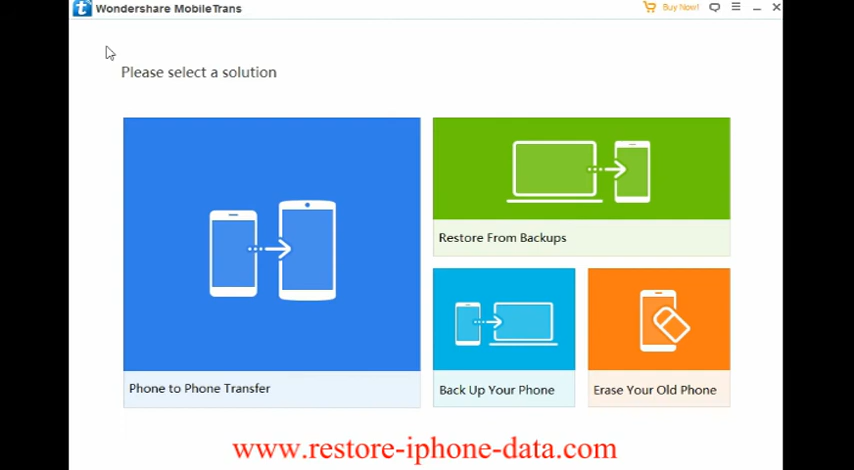 Wondershare MobileTrans
Buy Now!
Please select a solution
Phone to Phone Transfer
Restore From Backups
Back Up Your Phone
Erase Your Old Phone
www.restore-iphone-data.com